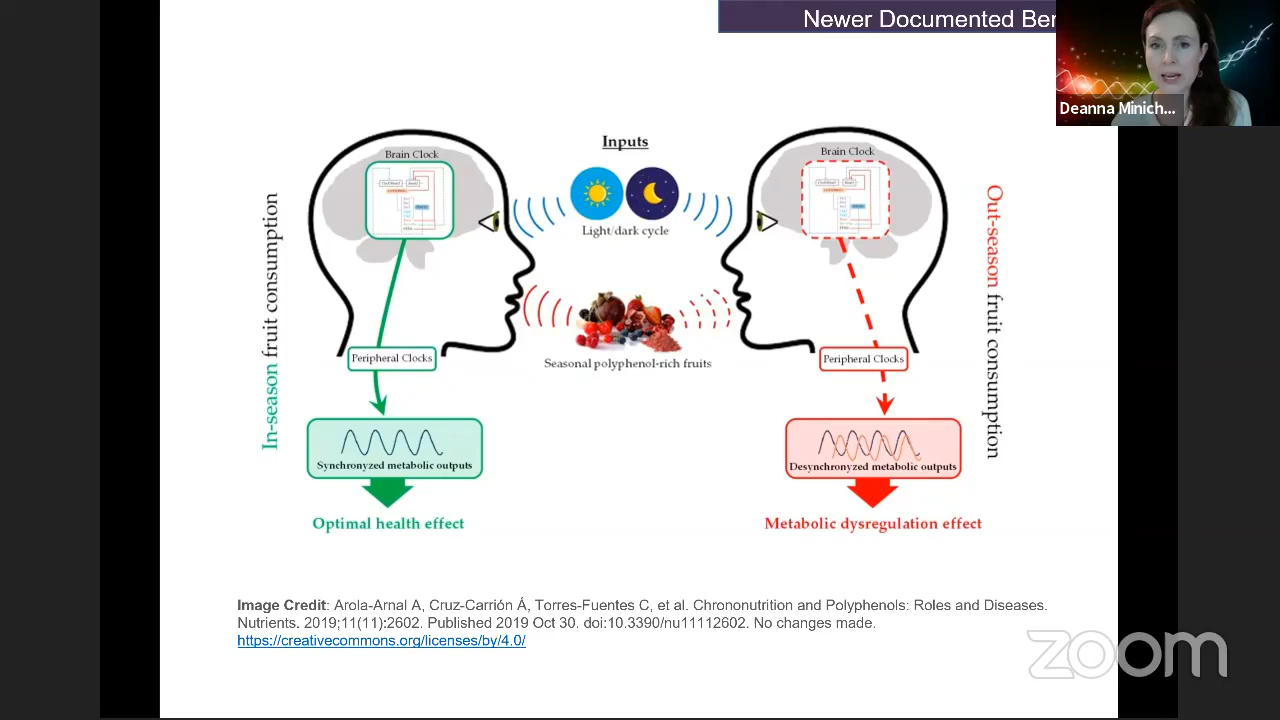 Newer Documented Ber
Deanna Minich...
Inputs
Brain Clock
Brain Clock
Light/dark cycle
In-season fruit consumption
Out-season fruit consumption
Peripheral Clocks
Seasonal polyphenol-rich fruits
Peripheral Clocks
Synchronyzed metabolic outputs
Desynchronyzed metabolic outputs
Optimal health effect
Metabolic dysregulation effect
Image Credit: Arola-Arnal A, Cruz-Carrión Á, Torres-Fuentes C, et al. Chrononutrition and Polyphenols: Roles and Diseases.
Nutrients. 2019;11(11):2602. Published 2019 Oct 30. doi:10.3390/nu11112602. No changes made.
https://creativecommons.org/licenses/by/4.0/
zoom